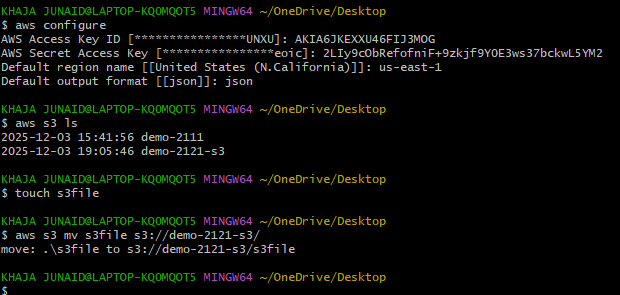 KHAJA JUNAID@LAPTOP-KQOMQOT5 MINGW64 ~/OneDrive/Desktop
$ aws configure
AWS Access Key ID [****************UNXU]: AKIA6JKEXXU46FIJ3MOG
AWS Secret Access Key [****************eoic]: 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
Default region name [[United States (N.California)]]: us-east-1
Default output format [[json]]: json

KHAJA JUNAID@LAPTOP-KQOMQOT5 MINGW64 ~/OneDrive/Desktop
$ aws s3 ls
2025-12-03 15:41:56 demo-2111
2025-12-03 19:05:46 demo-2121-s3

KHAJA JUNAID@LAPTOP-KQOMQOT5 MINGW64 ~/OneDrive/Desktop
$ touch s3file

KHAJA JUNAID@LAPTOP-KQOMQOT5 MINGW64 ~/OneDrive/Desktop
$ aws s3 mv s3file s3://demo-2121-s3/
move: .\s3file to s3://demo-2121-s3/s3file

KHAJA JUNAID@LAPTOP-KQOMQOT5 MINGW64 ~/OneDrive/Desktop
$